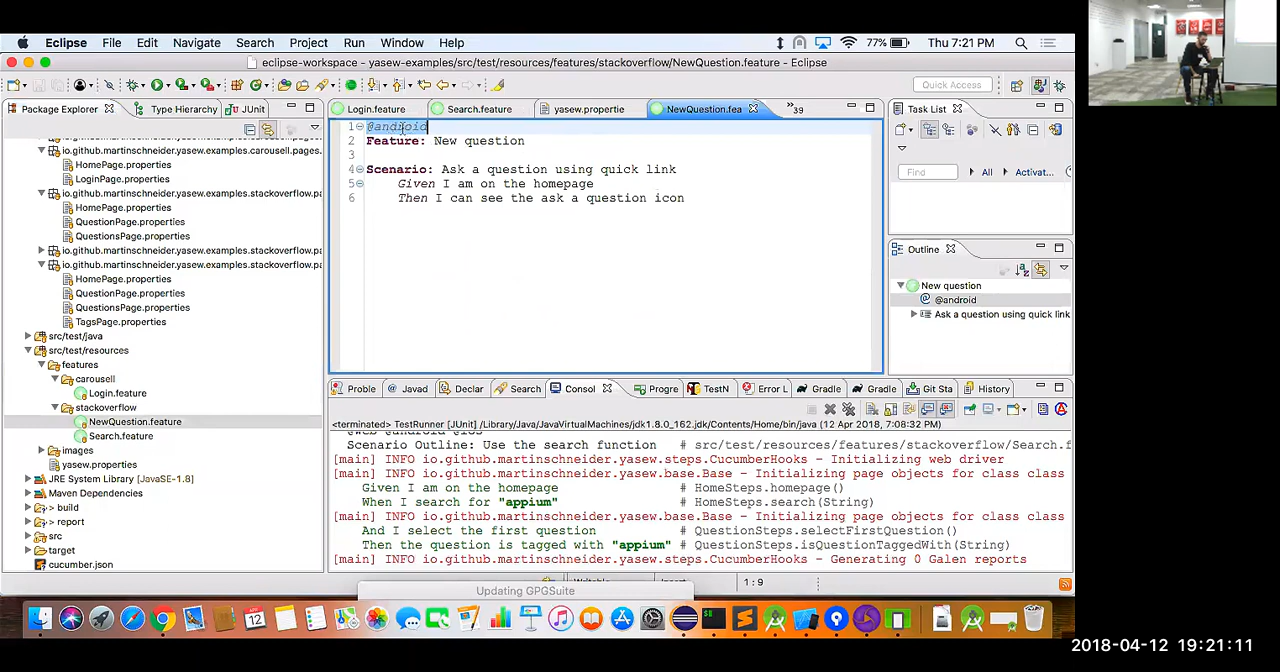 Eclipse File Edit Navigate Search Project Run Window Help 77% Thu 7:21 PM
eclipse-workspace - yasew-examples/src/test/resources/features/stackoverflow/NewQuestion.feature - Eclipse
Quick Access
Package Explorer Type Hierarchy JUnit
io.github.martinschneider.yasew.examples.carousell.pages.
HomePage.properties
LoginPage.properties
io.github.martinschneider.yasew.examples.stackoverflow.pa
HomePage.properties
QuestionPage.properties
QuestionsPage.properties
io.github.martinschneider.yasew.examples.stackoverflow.pa
io.github.martinschneider.yasew.examples.stackoverflow.pa
HomePage.properties
QuestionPage.properties
QuestionsPage.properties
TagsPage.properties
src/test/java
src/test/resources
features
carousell
Login.feature
stackoverflow
NewQuestion.feature
Search.feature
images
yasew.properties
JRE System Library [JavaSE-1.8]
Maven Dependencies
> build
> report
src
target
cucumber.json
Login.feature Search.feature yasew.propertie NewQuestion.fea »39
1 @android
2 Feature: New question
3
4 Scenario: Ask a question using quick link
5 Given I am on the homepage
6 Then I can see the ask a question icon
Task List
Find All Activat...
Outline
New question
@android
Ask a question using quick link
Proble Javad Declar Search Consol Progre TestN Error L Gradle Gradle Git Sta History
<terminated> TestRunner [JUnit] /Library/Java/JavaVirtualMachines/jdk1.8.0_162.jdk/Contents/Home/bin/java (12 Apr 2018, 7:08:32 PM)
Scenario Outline: Use the search function # src/test/resources/features/stackoverflow/Search.f
[main] INFO io.github.martinschneider.yasew.steps.CucumberHooks - Initializing web driver
[main] INFO io.github.martinschneider.yasew.base.Base - Initializing page objects for class class
Given I am on the homepage # HomeSteps.homepage()
When I search for "appium" # HomeSteps.search(String)
[main] INFO io.github.martinschneider.yasew.base.Base - Initializing page objects for class class
And I select the first question # QuestionSteps.selectFirstQuestion()
Then the question is tagged with "appium" # QuestionSteps.isQuestionTaggedWith(String)
[main] INFO io.github.martinschneider.yasew.steps.CucumberHooks - Generating 0 Galen reports
1 : 9
Updating GPGSuite
2018-04-12 19:21:11